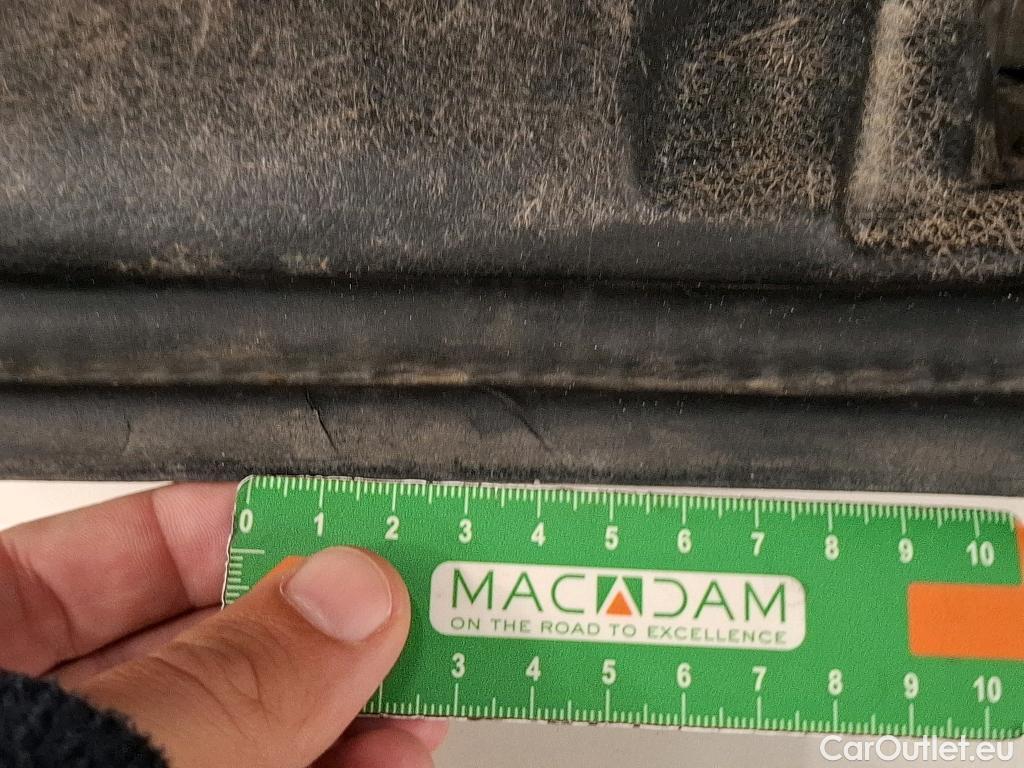 0 1 2 3 4 5 6 7 8 9 10
MACADAM
ON THE ROAD TO EXCELLENCE
3 4 5 6 7 8 9 10
CarOutlet.eu